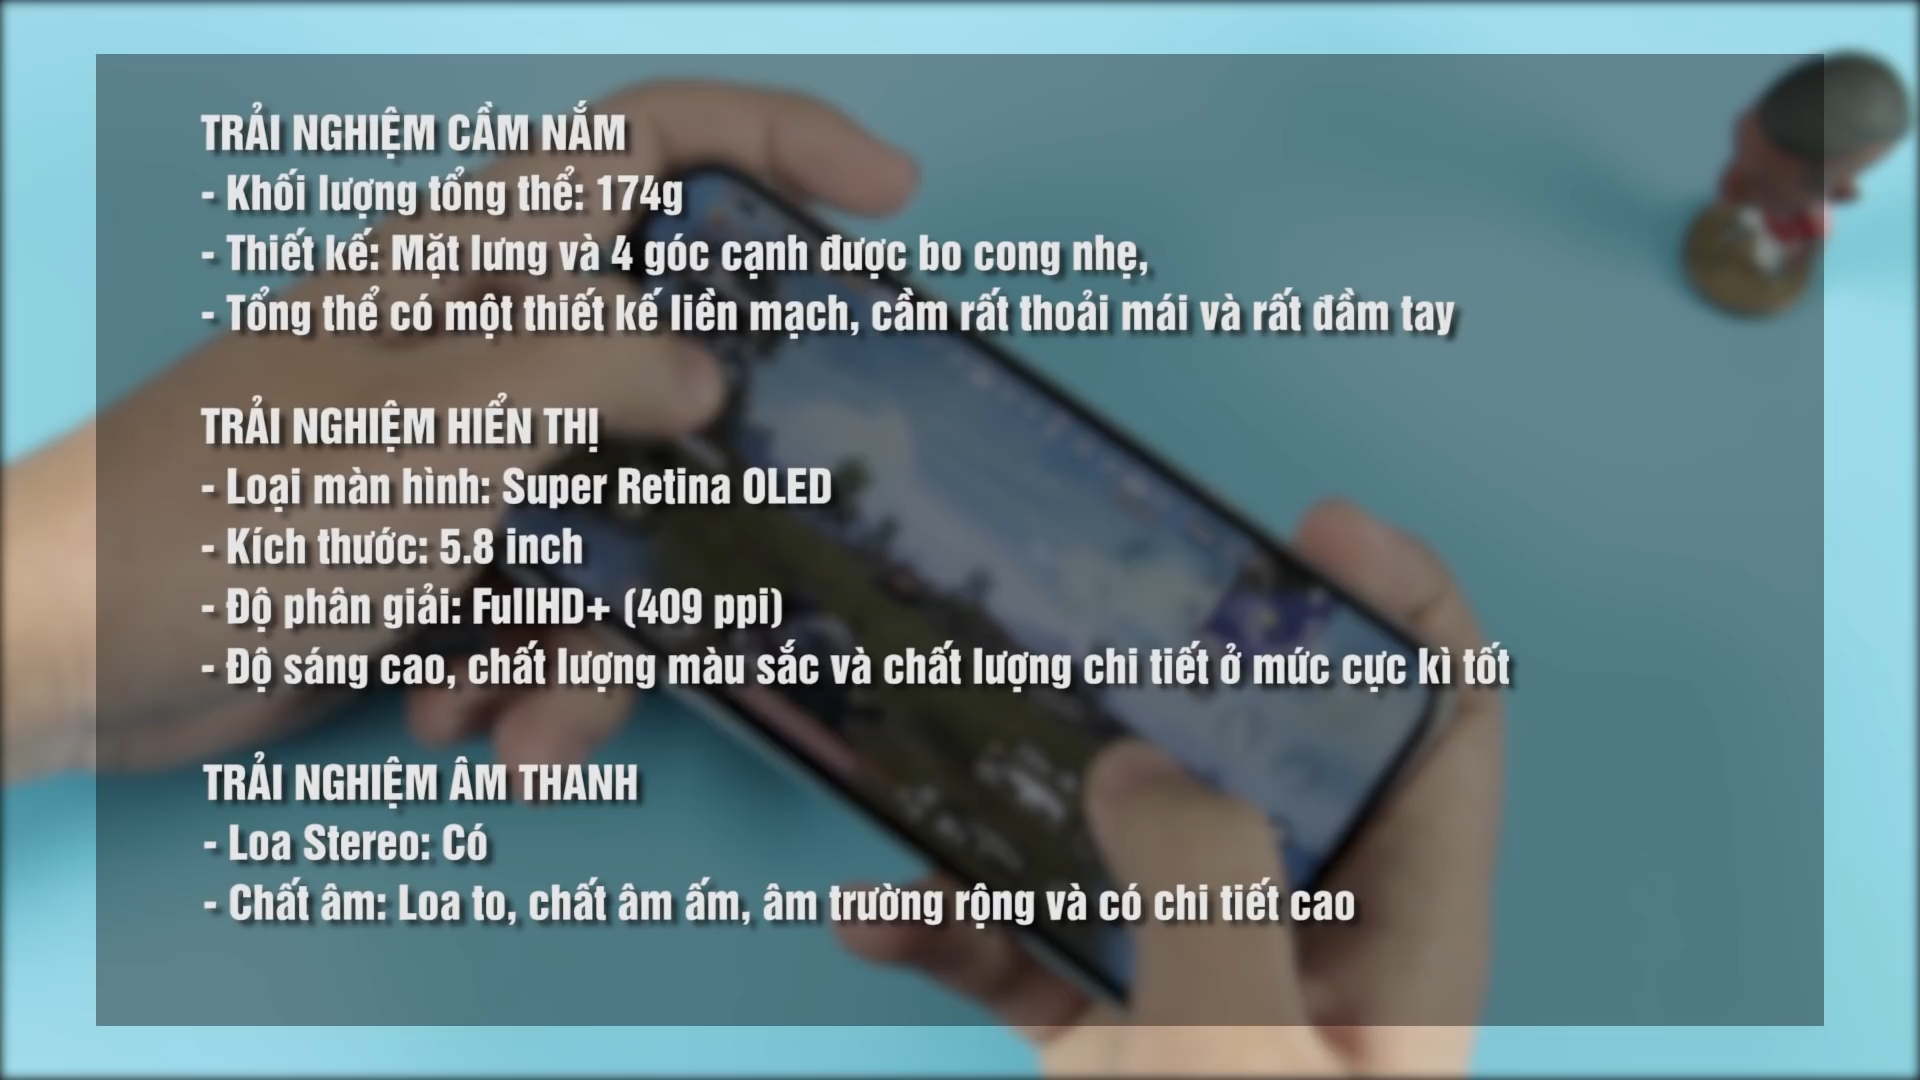 TRẢI NGHIỆM CẦM NẮM
- Khối lượng tổng thể: 174g
- Thiết kế: Mặt lưng và 4 góc cạnh được bo cong nhẹ,
- Tổng thể có một thiết kế liền mạch, cầm rất thoải mái và rất đầm tay
TRẢI NGHIỆM HIỂN THỊ
- Loại màn hình: Super Retina OLED
- Kích thước: 5.8 inch
- Độ phân giải: FullHD+ (409 ppi)
- Độ sáng cao, chất lượng màu sắc và chất lượng chi tiết ở mức cực kì tốt
TRẢI NGHIỆM ÂM THANH
- Loa Stereo: Có
- Chất âm: Loa to, chất âm ấm, âm trường rộng và có chi tiết cao